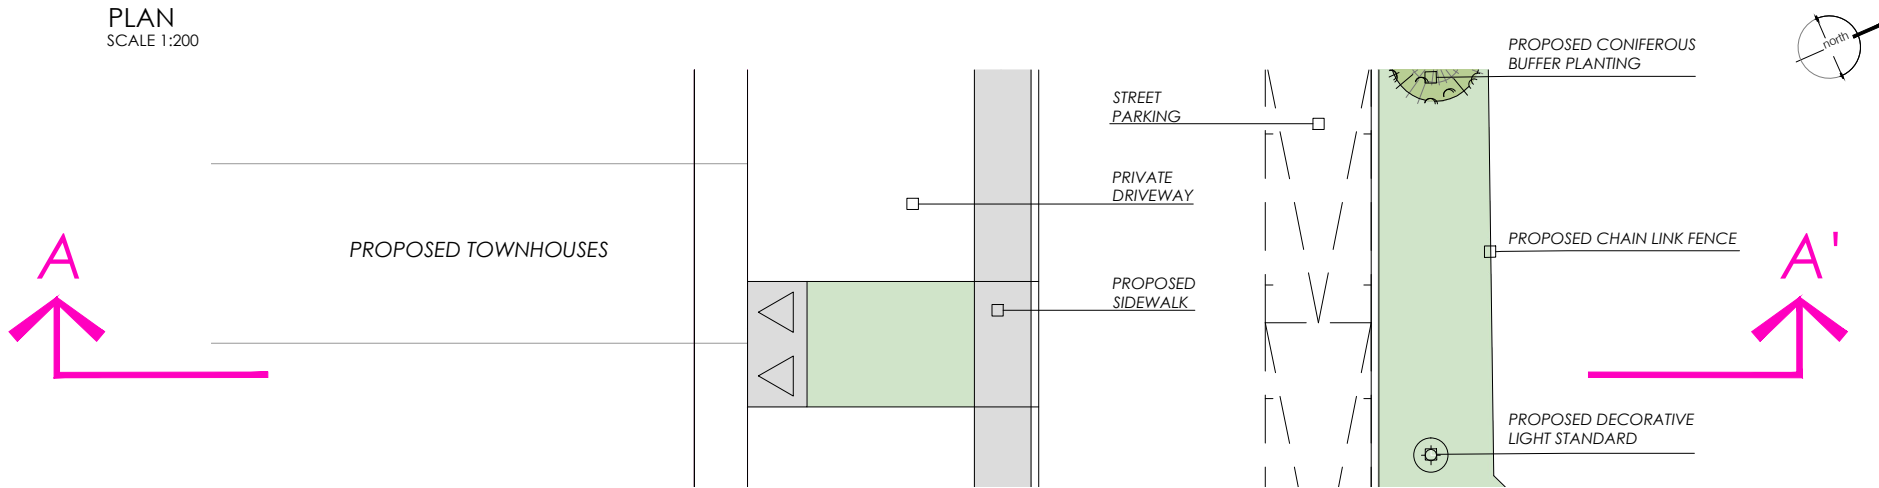 PLAN
SCALE 1:200
north
PROPOSED CONIFEROUS
BUFFER PLANTING
STREET
PARKING
PRIVATE
DRIVEWAY
PROPOSED TOWNHOUSES
A
PROPOSED CHAIN LINK FENCE
A'
PROPOSED
SIDEWALK
PROPOSED DECORATIVE
LIGHT STANDARD